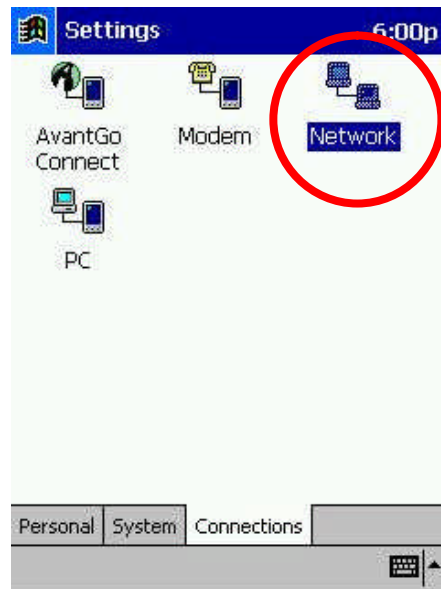 Settings 6:00p
AvantGo
Connect
Modem
Network
PC
Personal System Connections